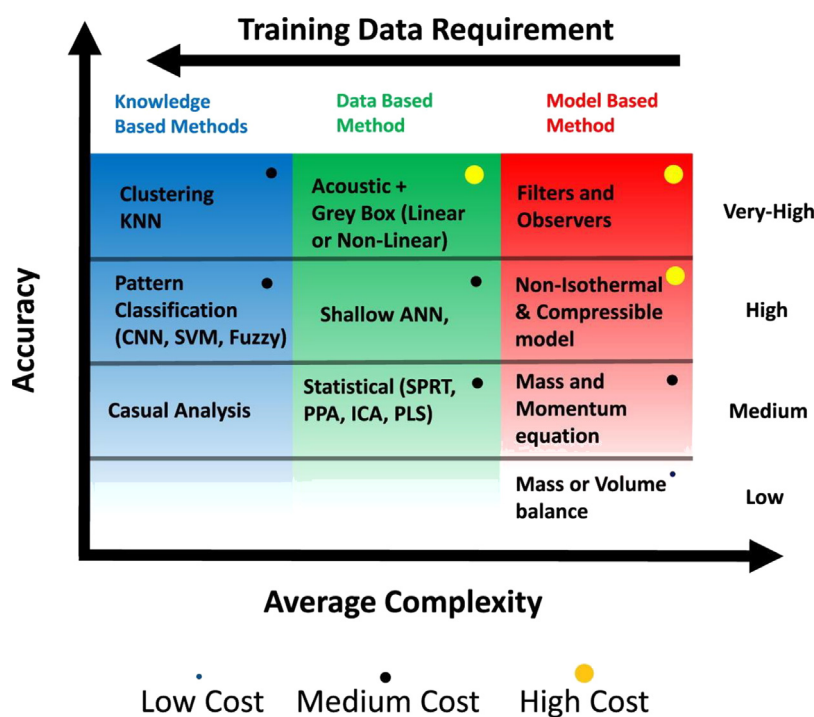 Training Data Requirement
Knowledge
Based Methods
Data Based
Method
Model Based
Method
Accuracy
Clustering
KNN
Acoustic +
Grey Box (Linear
or Non-Linear)
Filters and
Observers
Very-High
Pattern
Classification
(CNN, SVM, Fuzzy)
Shallow ANN,
Non-Isothermal
& Compressible
model
High
Casual Analysis
Statistical (SPRT,
PPA, ICA, PLS)
Mass and
Momentum
equation
Medium
Mass or Volume
balance
Low
Average Complexity
Low Cost
Medium Cost
High Cost